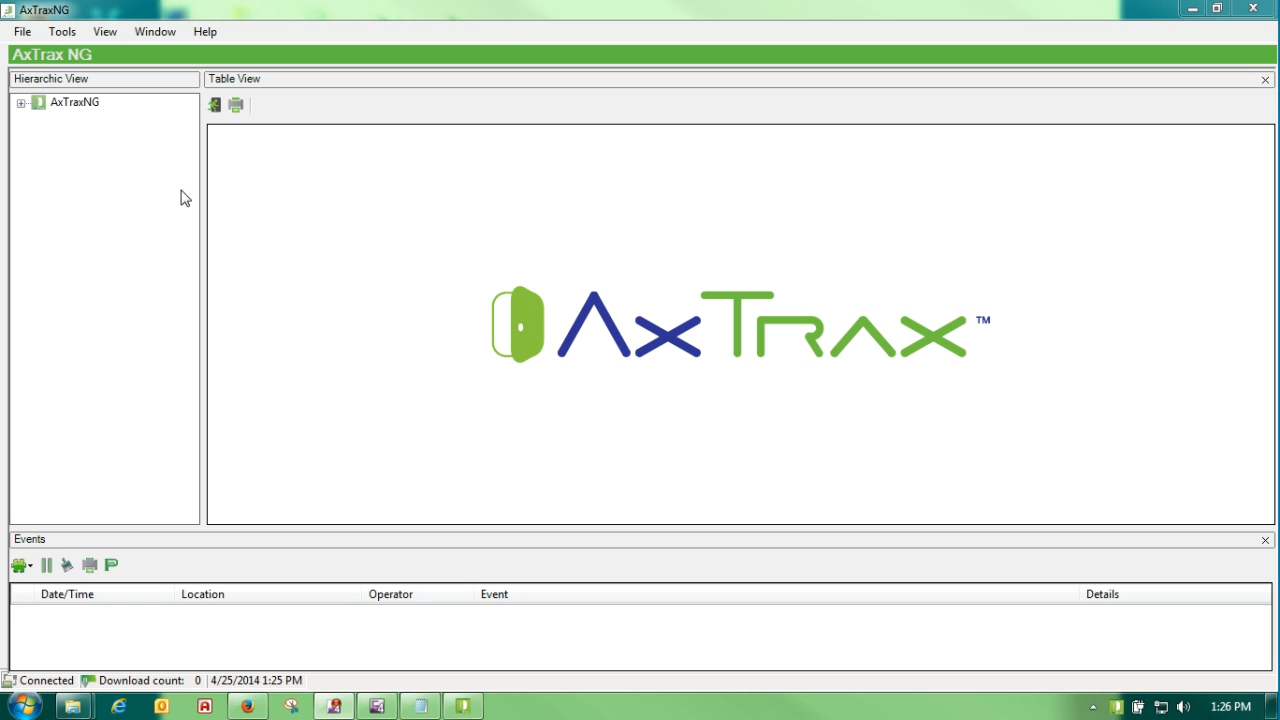 AxTraxNG
File Tools View Window Help
AxTrax NG
Hierarchic View
Table View
AxTraxNG
AxTrax™
Events
Date/Time Location Operator Event Details
Connected Download count: 0 4/25/2014 1:25 PM
1:26 PM